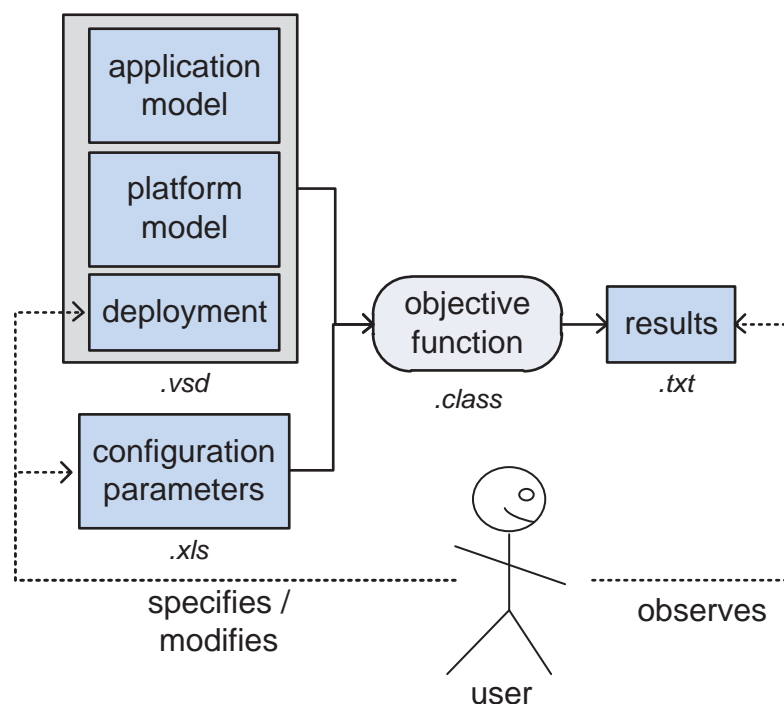 application
model
platform
model
deployment
.vsd
configuration
parameters
.xls
objective
function
.class
results
.txt
specifies /
modifies
observes
user